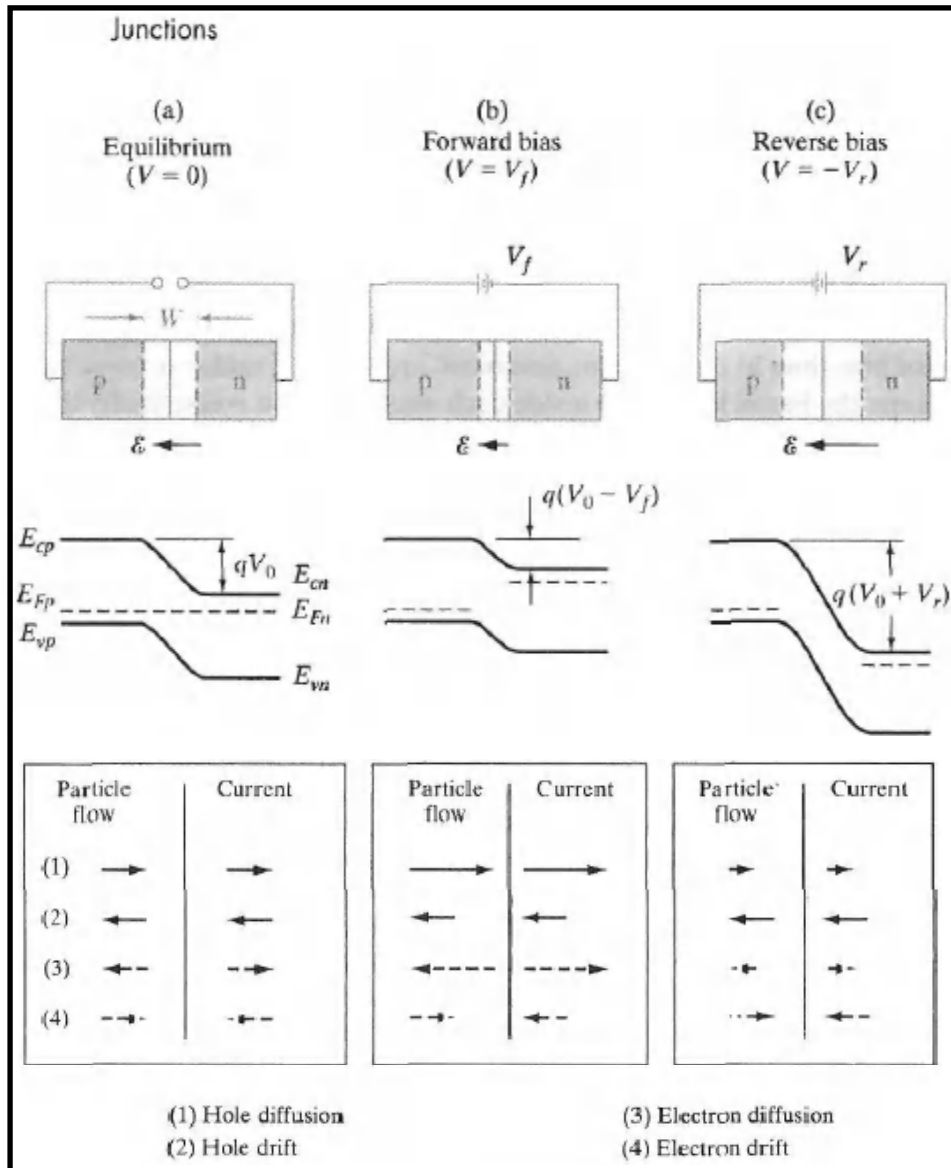 Junctions
(a)
Equilibrium
(V = 0)
(b)
Forward bias
(V = V_f)
(c)
Reverse bias
(V = −V_r)
W
p
n
ℰ
V_f
p
n
ℰ
V_r
p
n
ℰ
E_cp
E_Fp
E_vp
qV_0
E_cn
E_Fn
E_vn
q(V_0 − V_f)
q(V_0 + V_r)
Particle
flow
Current
(1)
(2)
(3)
(4)
Particle
flow
Current
Particle
flow
Current
(1) Hole diffusion
(2) Hole drift
(3) Electron diffusion
(4) Electron drift